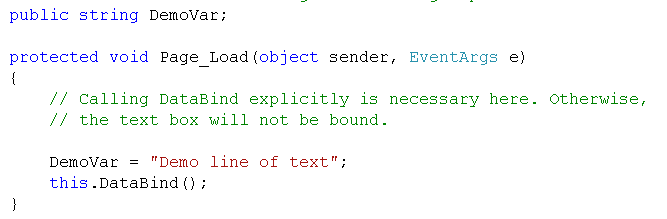 public string DemoVar;
protected void Page_Load(object sender, EventArgs e)
{
// Calling DataBind explicitly is necessary here. Otherwise,
// the text box will not be bound.
DemoVar = "Demo line of text";
this.DataBind();
}